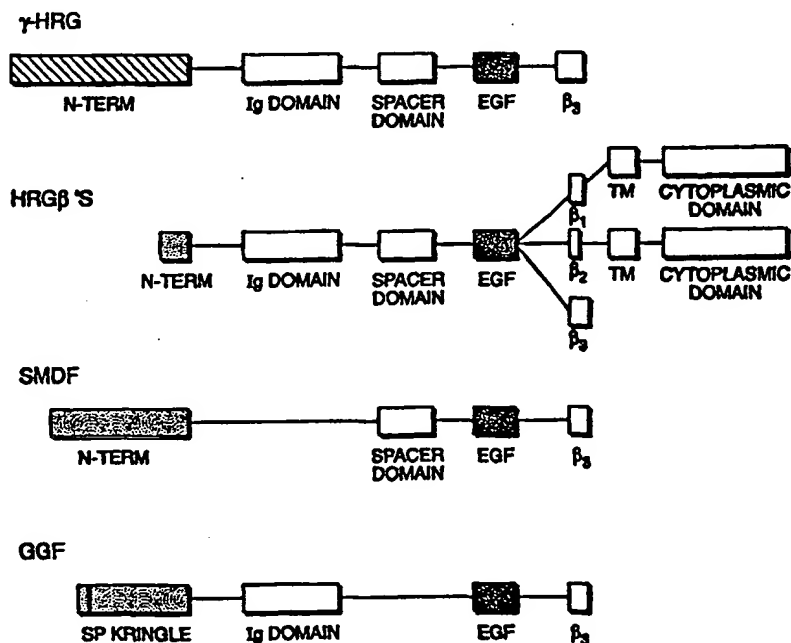 γ-HRG
N-TERM
Ig DOMAIN
SPACER
DOMAIN
EGF
β3
HRGβ'S
N-TERM
Ig DOMAIN
SPACER
DOMAIN
EGF
β1
TM
CYTOPLASMIC
DOMAIN
β2
TM
CYTOPLASMIC
DOMAIN
β3
SMDF
N-TERM
SPACER
DOMAIN
EGF
β3
GGF
SP KRINGLE
Ig DOMAIN
EGF
β3